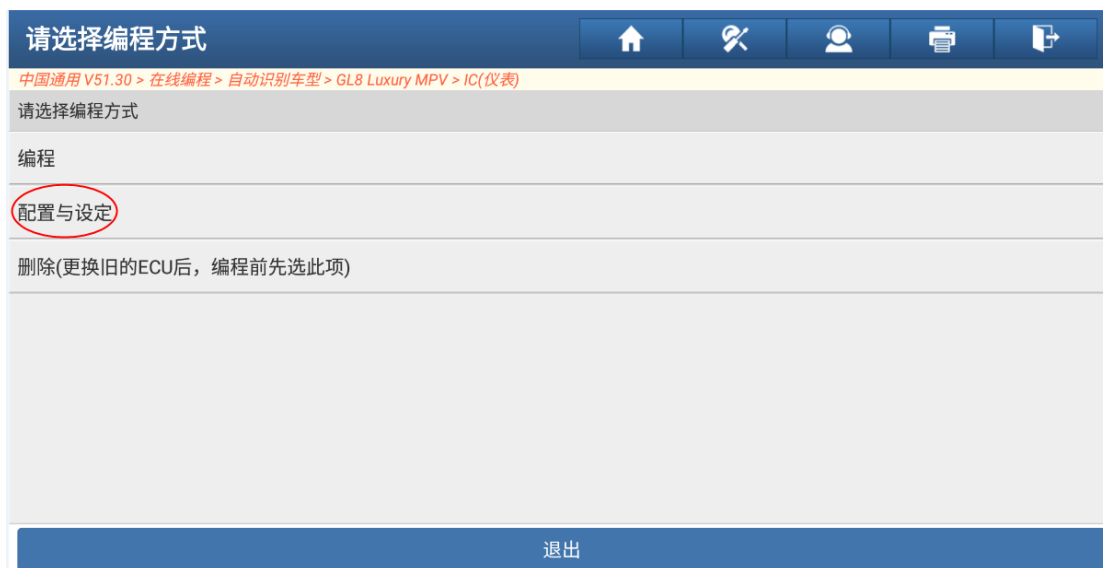 请选择编程方式
中国通用 V51.30 > 在线编程 > 自动识别车型 > GL8 Luxury MPV > IC(仪表)
请选择编程方式
编程
配置与设定
删除(更换旧的ECU后，编程前先选此项)
退出